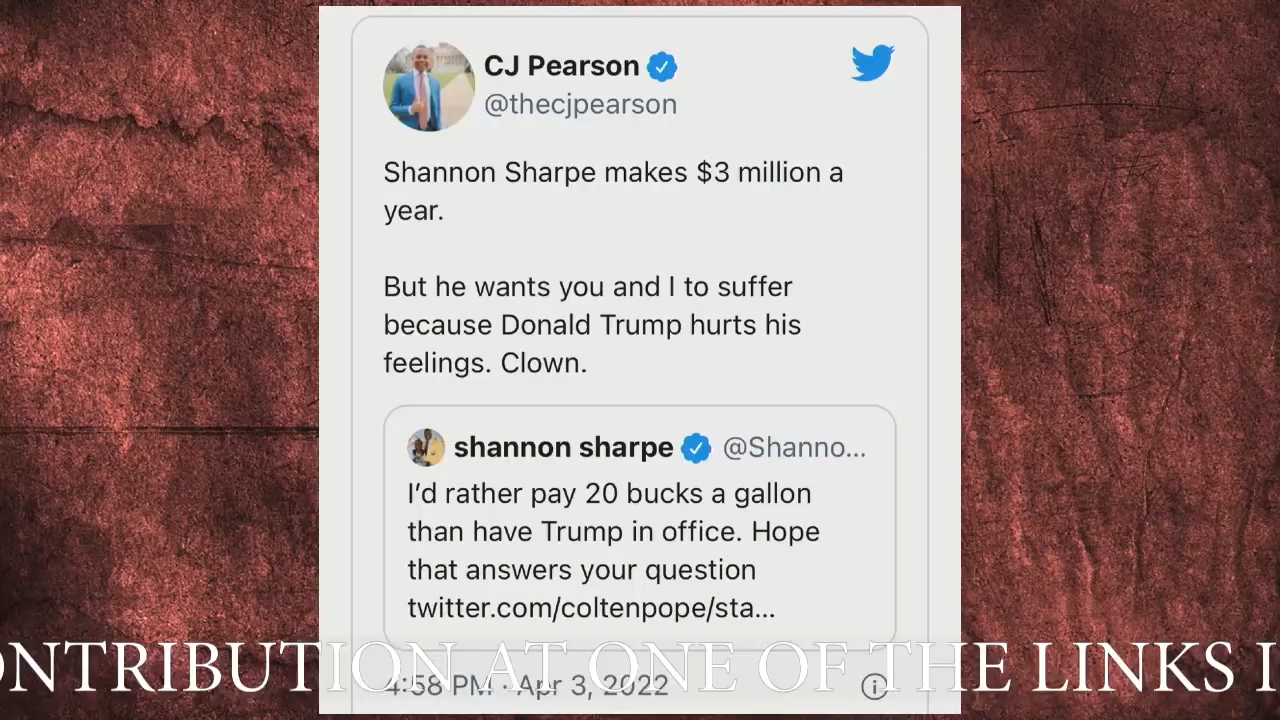 CJ Pearson
@thecjpearson
Shannon Sharpe makes $3 million a
year.
But he wants you and I to suffer
because Donald Trump hurts his
feelings. Clown.
shannon sharpe @Shanno...
I’d rather pay 20 bucks a gallon
than have Trump in office. Hope
that answers your question
twitter.com/coltenpope/sta...
ONTRIBUTION AT ONE OF THE LINKS I
4:58 PM · Apr 3, 2022